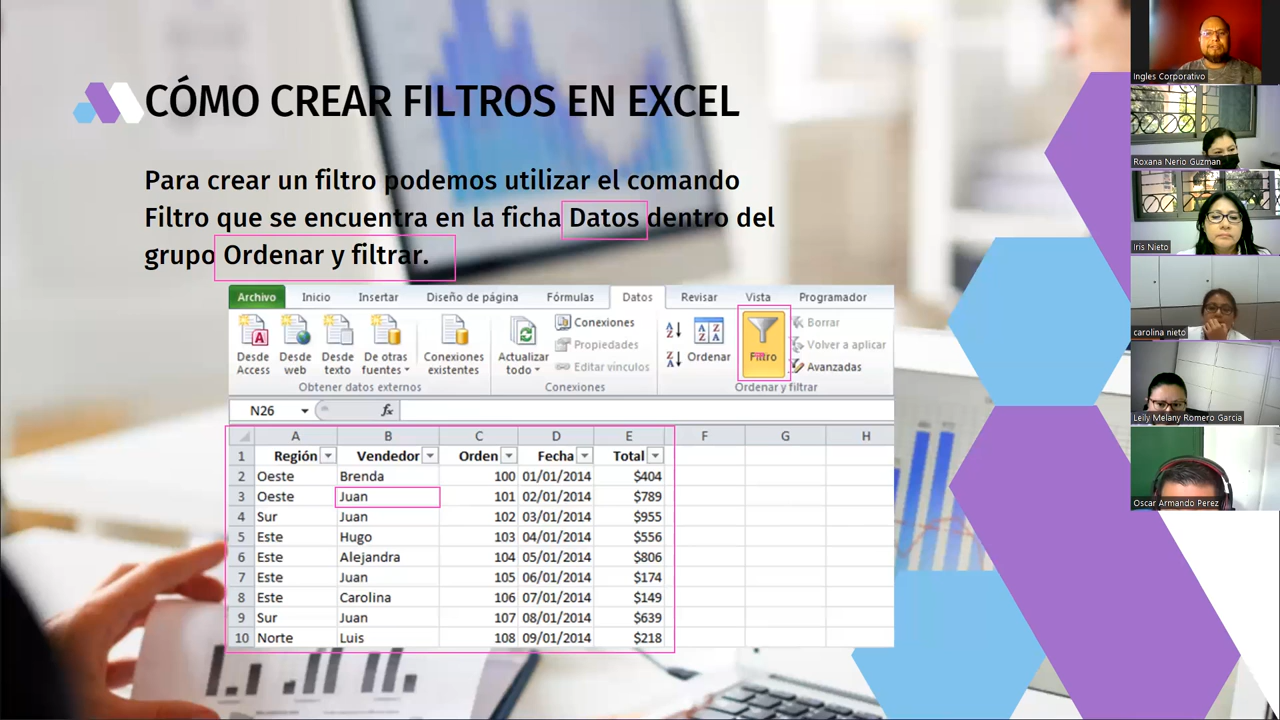 CÓMO CREAR FILTROS EN EXCEL
Para crear un filtro podemos utilizar el comando
Filtro que se encuentra en la ficha Datos dentro del
grupo Ordenar y filtrar.
Archivo Inicio Insertar Diseño de página Fórmulas Datos Revisar Vista Programador
Desde Access
Desde web
Desde texto
De otras fuentes
Conexiones existentes
Obtener datos externos
Actualizar todo
Conexiones
Propiedades
Editar vínculos
Conexiones
Ordenar
Filtro
Borrar
Volver a aplicar
Avanzadas
Ordenar y filtrar
N26 fx
A B C D E F G H
1 Región Vendedor Orden Fecha Total
2 Oeste Brenda 100 01/01/2014 $404
3 Oeste Juan 101 02/01/2014 $789
4 Sur Juan 102 03/01/2014 $955
5 Este Hugo 103 04/01/2014 $556
6 Este Alejandra 104 05/01/2014 $806
7 Este Juan 105 06/01/2014 $174
8 Este Carolina 106 07/01/2014 $149
9 Sur Juan 107 08/01/2014 $639
10 Norte Luis 108 09/01/2014 $218
Ingles Corporativo
Roxana Nerio Guzman
Iris Nieto
carolina nieto
Leily Melany Romero Garcia
Oscar Armando Perez